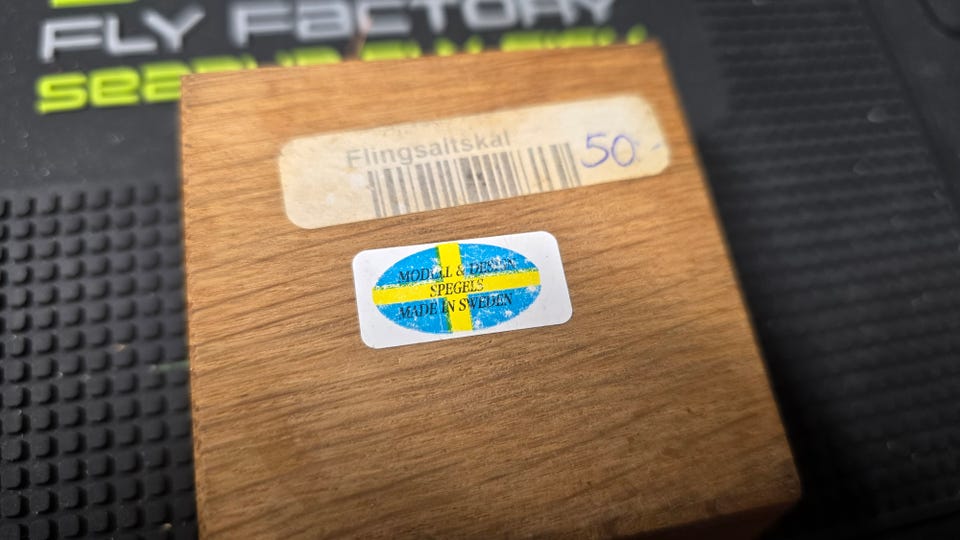 FLY FACTORY
Flingsaltskal
50:-
MODELL & DESIGN
SPEGELS
MADE IN SWEDEN